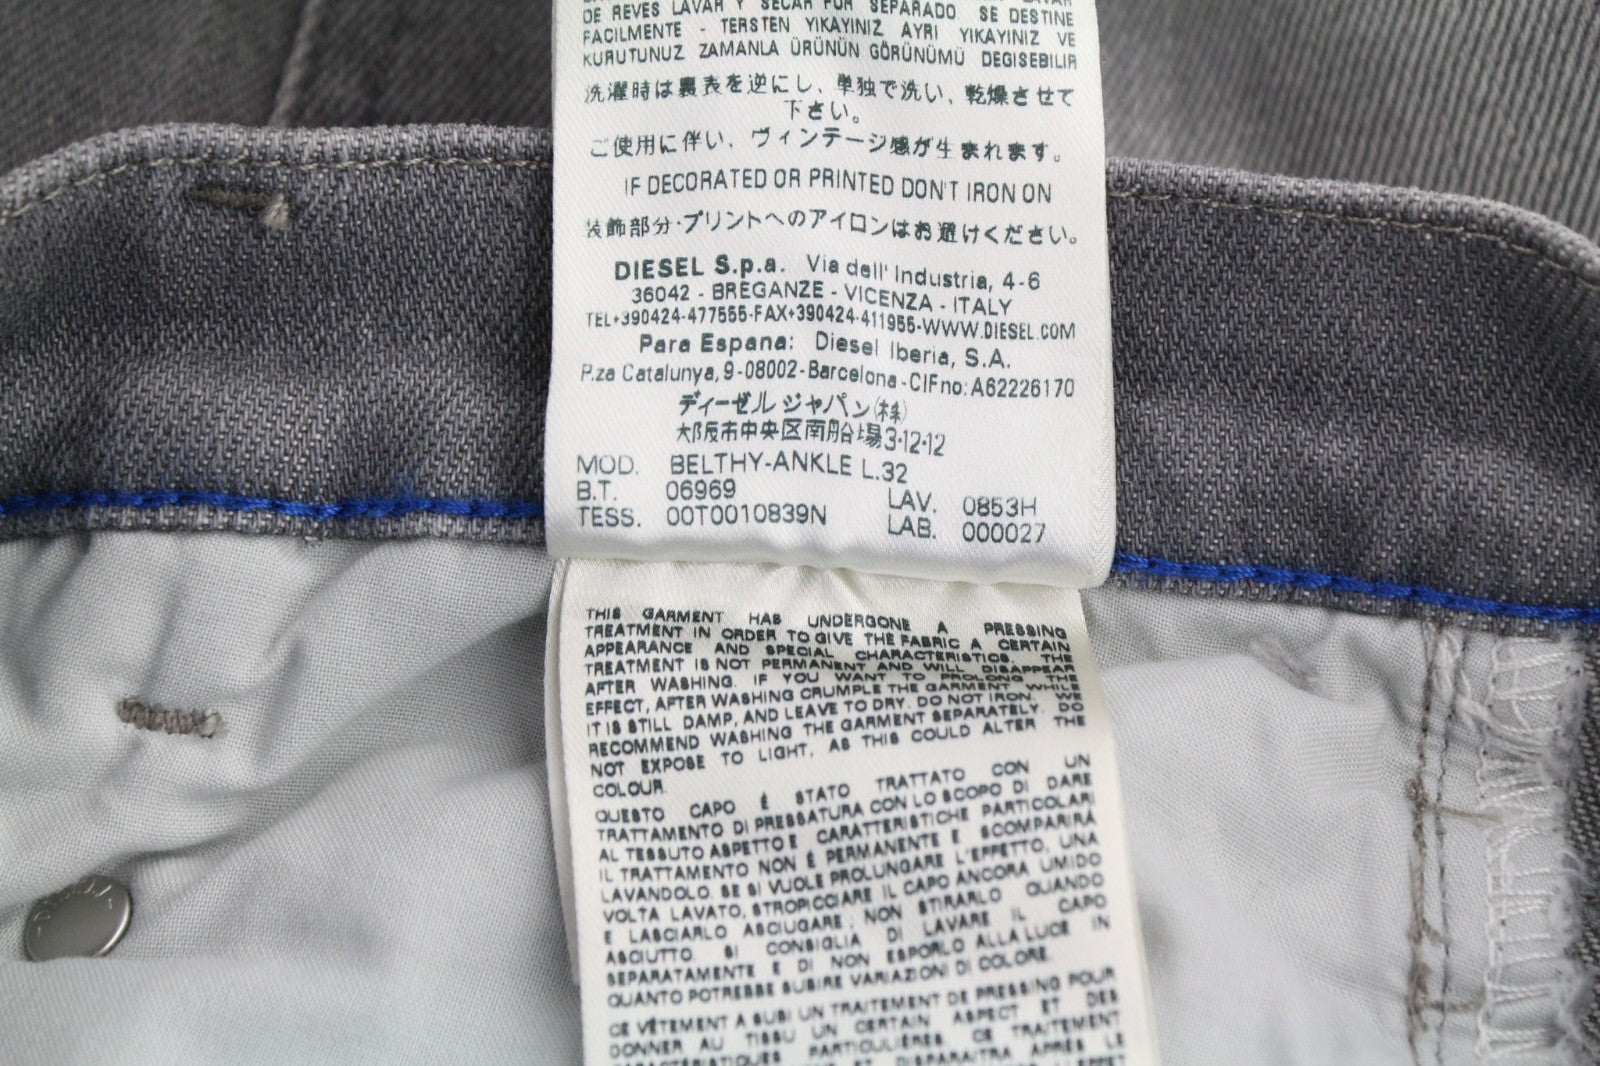 DE REVES LAVAR Y SECAR POR SEPARADO SE DESTINE
FACILMENTE - TERSTEN YIKAYINIZ AYRI YIKAYINIZ VE
KURUTUNUZ ZAMANLA ÜRÜNÜN GÖRÜNÜMÜ DEGISEBILIR
洗濯時は裏表を逆にし、単独で洗い、乾燥させて
下さい。
ご使用に伴い、ヴィンテージ感が生まれます。
IF DECORATED OR PRINTED DON'T IRON ON
装飾部分・プリントへのアイロンはお避けください。
DIESEL S.p.a. Via dell' Industria, 4-6
36042 - BREGANZE - VICENZA - ITALY
TEL+390424-477555-FAX+390424-411955-WWW.DIESEL.COM
Para Espana: Diesel Iberia, S.A.
P.za Catalunya, 9-08002-Barcelona-CIF no: A62226170
ディーゼル ジャパン(株)
大阪市中央区南船場3-12-12
MOD. BELTHY-ANKLE L.32
B.T. 06969 LAV. 0853H
TESS. 00T0010839N LAB. 000027
THIS GARMENT HAS UNDERGONE A PRESSING
TREATMENT IN ORDER TO GIVE THE FABRIC A CERTAIN
APPEARANCE AND SPECIAL CHARACTERISTICS. THE
TREATMENT IS NOT PERMANENT AND WILL DISAPPEAR
AFTER WASHING. IF YOU WANT TO PROLONG THE
EFFECT, AFTER WASHING CRUMPLE THE GARMENT WHILE
IT IS STILL DAMP, AND LEAVE TO DRY. DO NOT IRON. WE
RECOMMEND WASHING THE GARMENT SEPARATELY. DO
NOT EXPOSE TO LIGHT, AS THIS COULD ALTER THE
COLOUR.
QUESTO CAPO È STATO TRATTATO CON UN
TRATTAMENTO DI PRESSATURA CON LO SCOPO DI DARE
AL TESSUTO ASPETTO E CARATTERISTICHE PARTICOLARI
IL TRATTAMENTO NON È PERMANENTE E SCOMPARIRÀ
LAVANDOLO. SE SI VUOLE PROLUNGARE L'EFFETTO, UNA
VOLTA LAVATO, STROPICCIARE IL CAPO ANCORA UMIDO
E LASCIARLO ASCIUGARE; NON STIRARLO QUANDO
ASCIUTTO. SI CONSIGLIA DI LAVARE IL CAPO
SEPARATAMENTE E DI NON ESPORLO ALLA LUCE IN
QUANTO POTREBBE SUBIRE VARIAZIONI DI COLORE.
CE VÊTEMENT A SUBI UN TRAITEMENT DE PRESSING POUR
DONNER AU TISSU UN CERTAIN ASPECT ET DES
CARACTÉRISTIQUES PARTICULIÈRES. CE TRAITEMENT
ET DISPARAÎTRA APRÈS LE